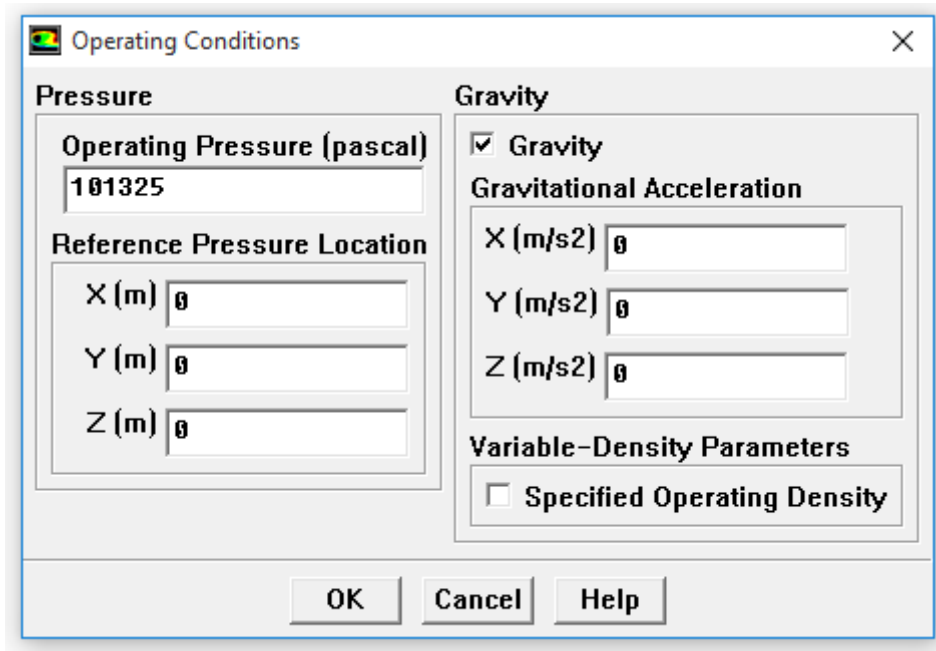 Operating Conditions
Pressure
Operating Pressure (pascal)
101325
Reference Pressure Location
X (m) 0
Y (m) 0
Z (m) 0
Gravity
Gravity
Gravitational Acceleration
X (m/s2) 0
Y (m/s2) 0
Z (m/s2) 0
Variable-Density Parameters
Specified Operating Density
OK Cancel Help